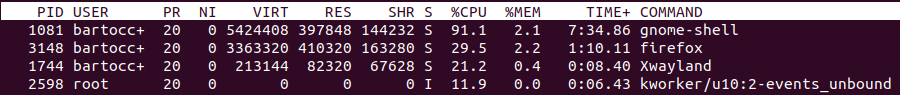 PID USER PR NI VIRT RES SHR S %CPU %MEM TIME+ COMMAND
1081 bartocc+ 20 0 5424408 397848 144232 S 91.1 2.1 7:34.86 gnome-shell
3148 bartocc+ 20 0 3363320 410320 163280 S 29.5 2.2 1:10.11 firefox
1744 bartocc+ 20 0 213144 82320 67628 S 21.2 0.4 0:08.40 Xwayland
2598 root 20 0 0 0 0 I 11.9 0.0 0:06.43 kworker/u10:2-events_unbound